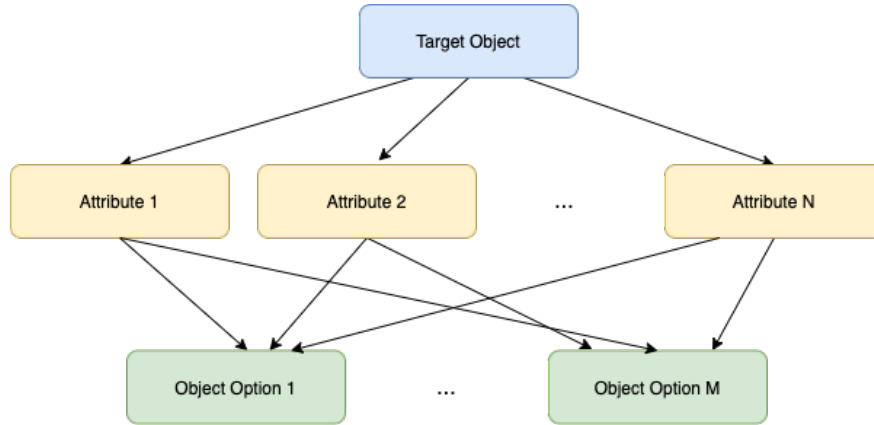 Target Object
Attribute 1
Attribute 2
...
Attribute N
Object Option 1
...
Object Option M